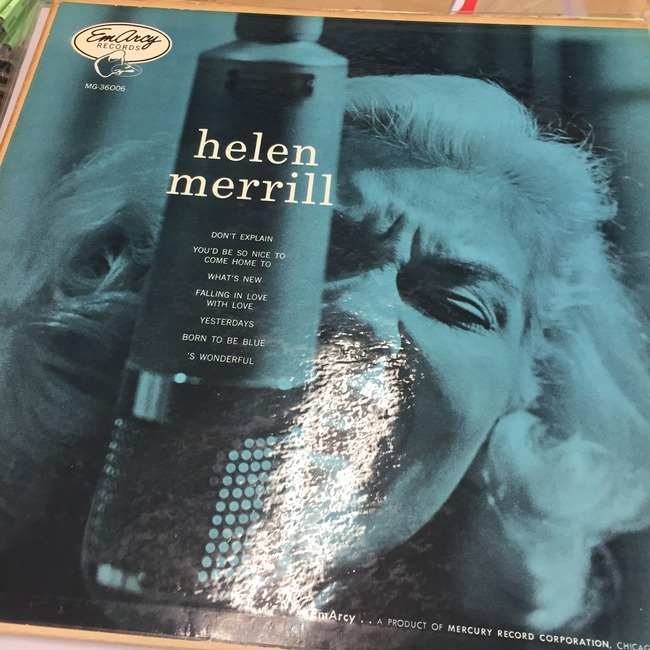 EmArcy
RECORDS
MG-36006
helen
merrill
DON'T EXPLAIN
YOU'D BE SO NICE TO
COME HOME TO
WHAT'S NEW
FALLING IN LOVE
WITH LOVE
YESTERDAYS
BORN TO BE BLUE
'S WONDERFUL
EmArcy . . A PRODUCT OF MERCURY RECORD CORPORATION, CHICAG